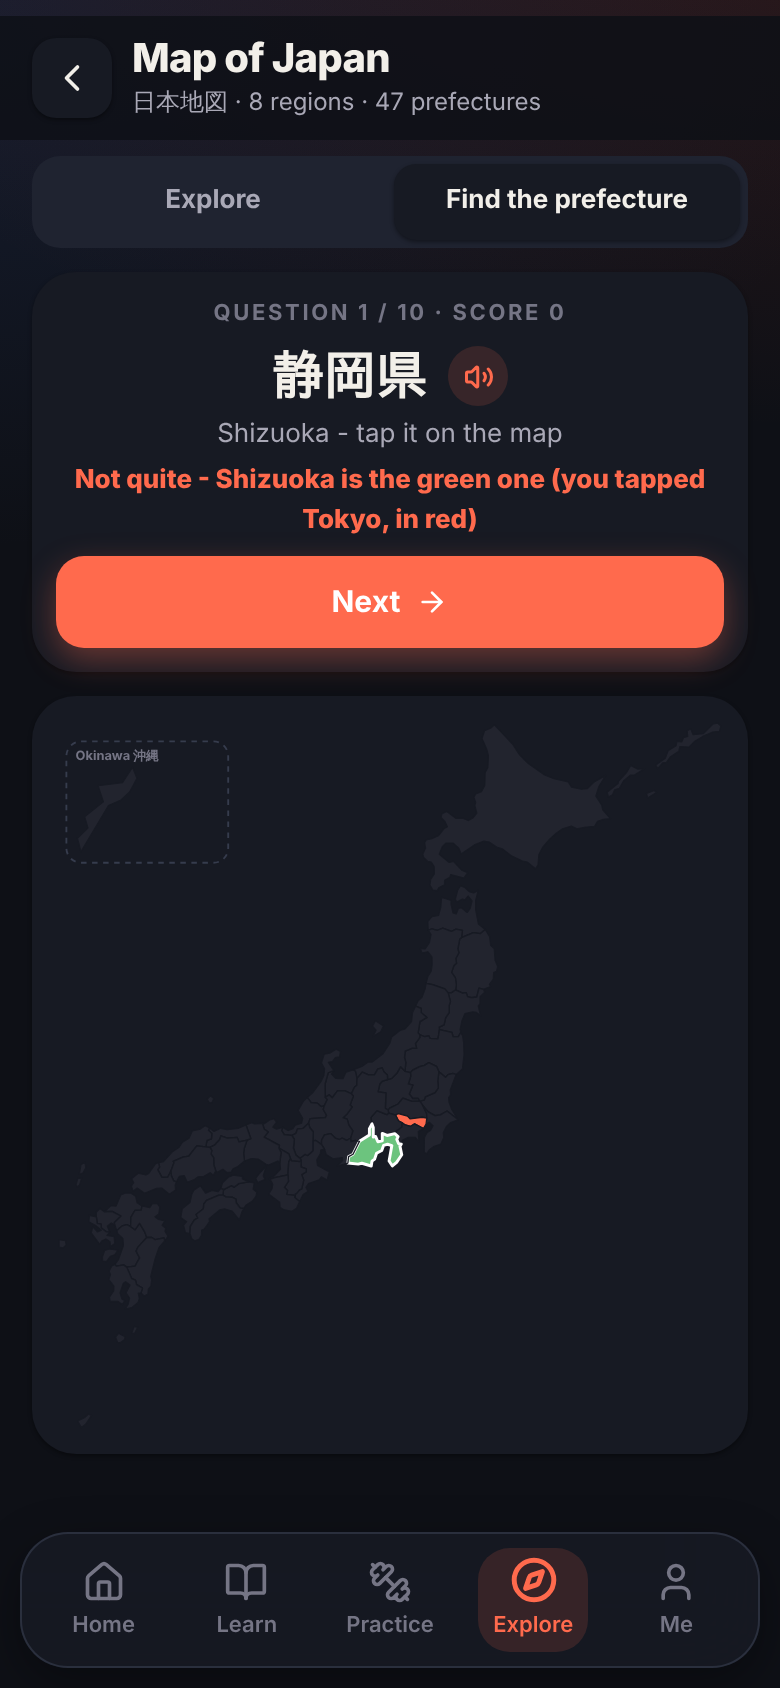 Map of Japan
日本地図 · 8 regions · 47 prefectures
Explore
Find the prefecture
QUESTION 1 / 10 · SCORE 0
静岡県
Shizuoka - tap it on the map
Not quite - Shizuoka is the green one (you tapped
Tokyo, in red)
Next →
Okinawa 沖縄
Home
Learn
Practice
Explore
Me